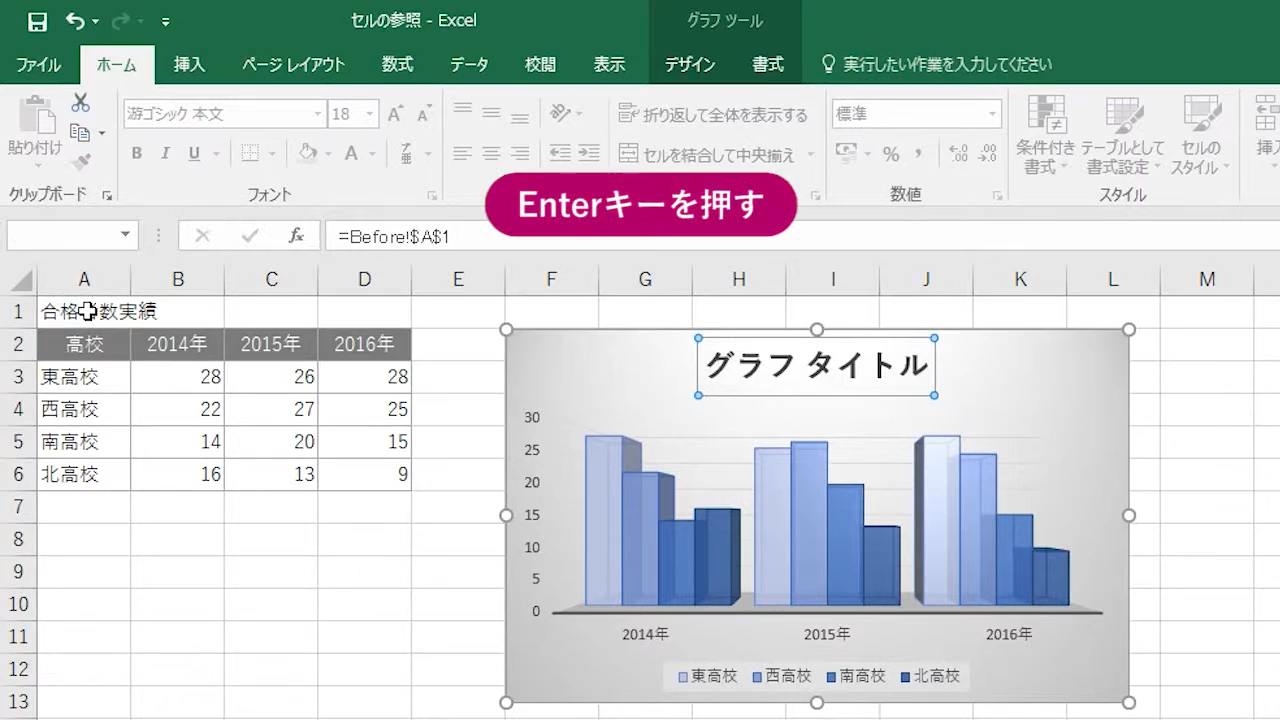 セルの参照 - Excel
グラフ ツール
ファイル ホーム 挿入 ページ レイアウト 数式 データ 校閲 表示 デザイン 書式 実行したい作業を入力してください
游ゴシック 本文 18 折り返して全体を表示する 標準
貼り付け B I U A セルを結合して中央揃え % 条件付き書式 テーブルとして書式設定 セルのスタイル
クリップボード フォント 数値 スタイル
Enterキーを押す
fx =Before!$A$1
A B C D E F G H I J K L M
1 合格 数実績
2 高校 2014年 2015年 2016年
3 東高校 28 26 28
4 西高校 22 27 25
5 南高校 14 20 15
6 北高校 16 13 9
7
8
9
10
11
12
13
グラフ タイトル
30
25
20
15
10
5
0
2014年 2015年 2016年
東高校 西高校 南高校 北高校